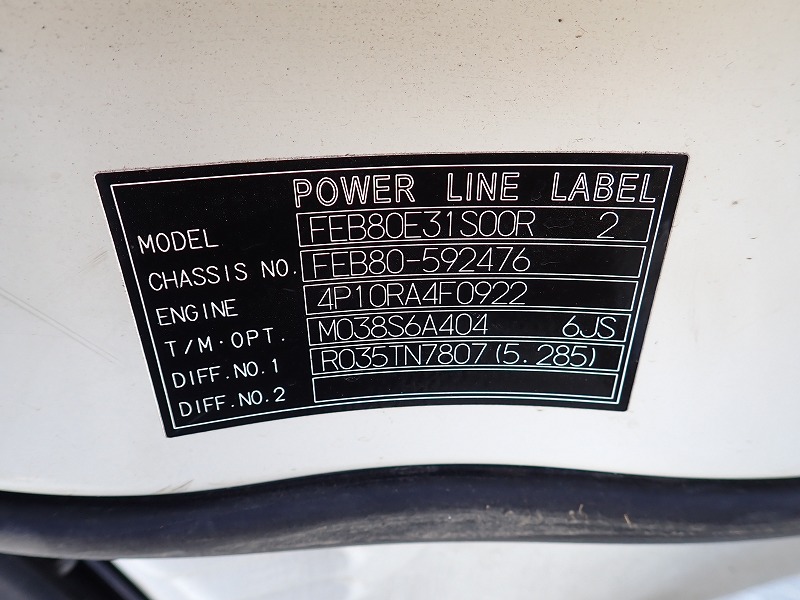 POWER LINE LABEL
MODEL FEB80E31S00R 2
CHASSIS NO. FEB80-592476
ENGINE 4P10RA4F0922
T/M·OPT. M038S6A404 6JS
DIFF.NO.1 R035TN7807(5.285)
DIFF.NO.2